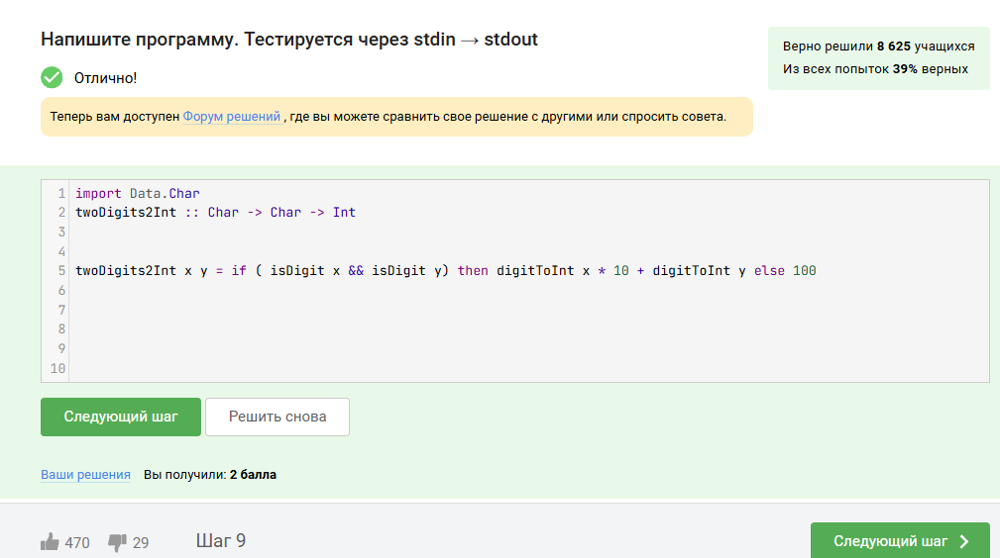 Напишите программу. Тестируется через stdin → stdout
Верно решили 8 625 учащихся
Из всех попыток 39% верных
Отлично!
Теперь вам доступен Форум решений , где вы можете сравнить свое решение с другими или спросить совета.
1 import Data.Char
2 twoDigits2Int :: Char -> Char -> Int
3
4
5 twoDigits2Int x y = if ( isDigit x && isDigit y) then digitToInt x * 10 + digitToInt y else 100
6
7
8
9
10
Следующий шаг Решить снова
Ваши решения Вы получили: 2 балла
470 29 Шаг 9 Следующий шаг